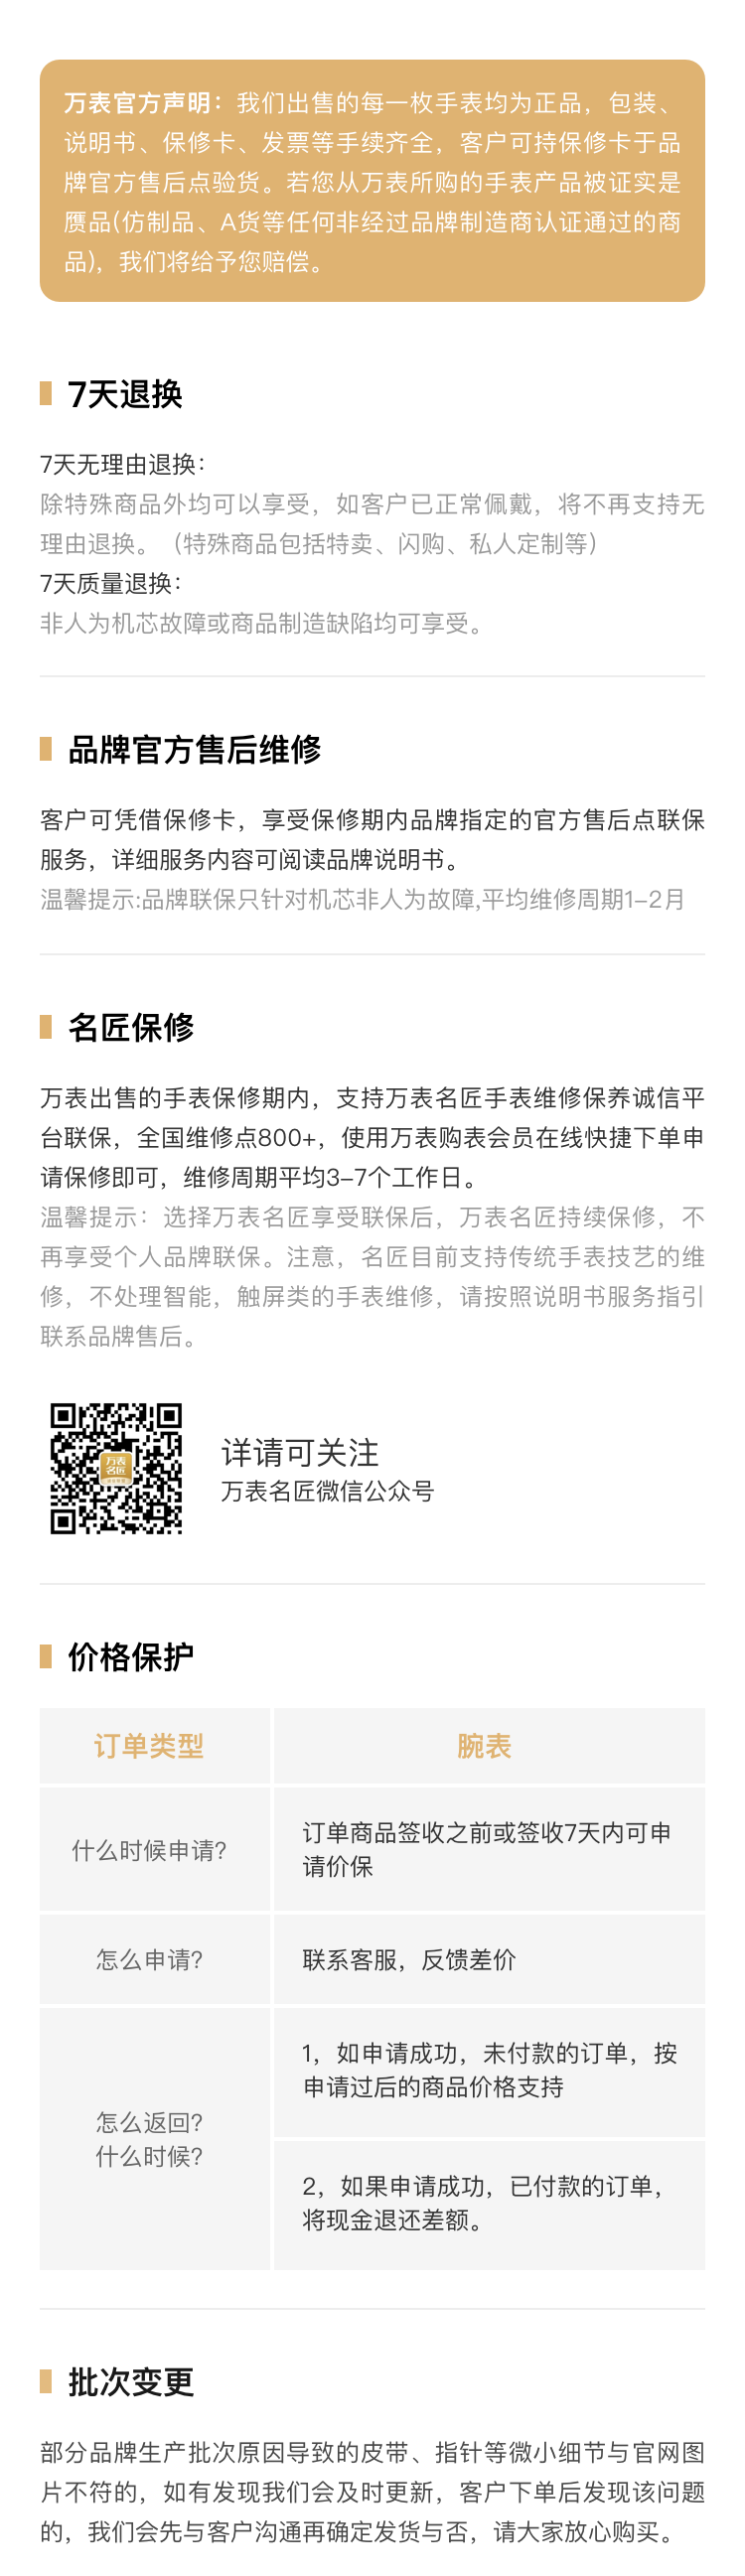 万表官方声明：我们出售的每一枚手表均为正品，包装、
说明书、保修卡、发票等手续齐全，客户可持保修卡于品
牌官方售后点验货。若您从万表所购的手表产品被证实是
赝品(仿制品、A货等任何非经过品牌制造商认证通过的商
品)，我们将给予您赔偿。
7天退换
7天无理由退换：
除特殊商品外均可以享受，如客户已正常佩戴，将不再支持无
理由退换。（特殊商品包括特卖、闪购、私人定制等）
7天质量退换：
非人为机芯故障或商品制造缺陷均可享受。
品牌官方售后维修
客户可凭借保修卡，享受保修期内品牌指定的官方售后点联保
服务，详细服务内容可阅读品牌说明书。
温馨提示:品牌联保只针对机芯非人为故障,平均维修周期1-2月
名匠保修
万表出售的手表保修期内，支持万表名匠手表维修保养诚信平
台联保，全国维修点800+，使用万表购表会员在线快捷下单申
请保修即可，维修周期平均3-7个工作日。
温馨提示：选择万表名匠享受联保后，万表名匠持续保修，不
再享受个人品牌联保。注意，名匠目前支持传统手表技艺的维
修，不处理智能，触屏类的手表维修，请按照说明书服务指引
联系品牌售后。
万表
名匠
详请可关注
万表名匠微信公众号
价格保护
订单类型 腕表
什么时候申请？
订单商品签收之前或签收7天内可申
请价保
怎么申请？ 联系客服，反馈差价
怎么返回？
什么时候？
1，如申请成功，未付款的订单，按
申请过后的商品价格支持
2，如果申请成功，已付款的订单，
将现金退还差额。
批次变更
部分品牌生产批次原因导致的皮带、指针等微小细节与官网图
片不符的，如有发现我们会及时更新，客户下单后发现该问题
的，我们会先与客户沟通再确定发货与否，请大家放心购买。